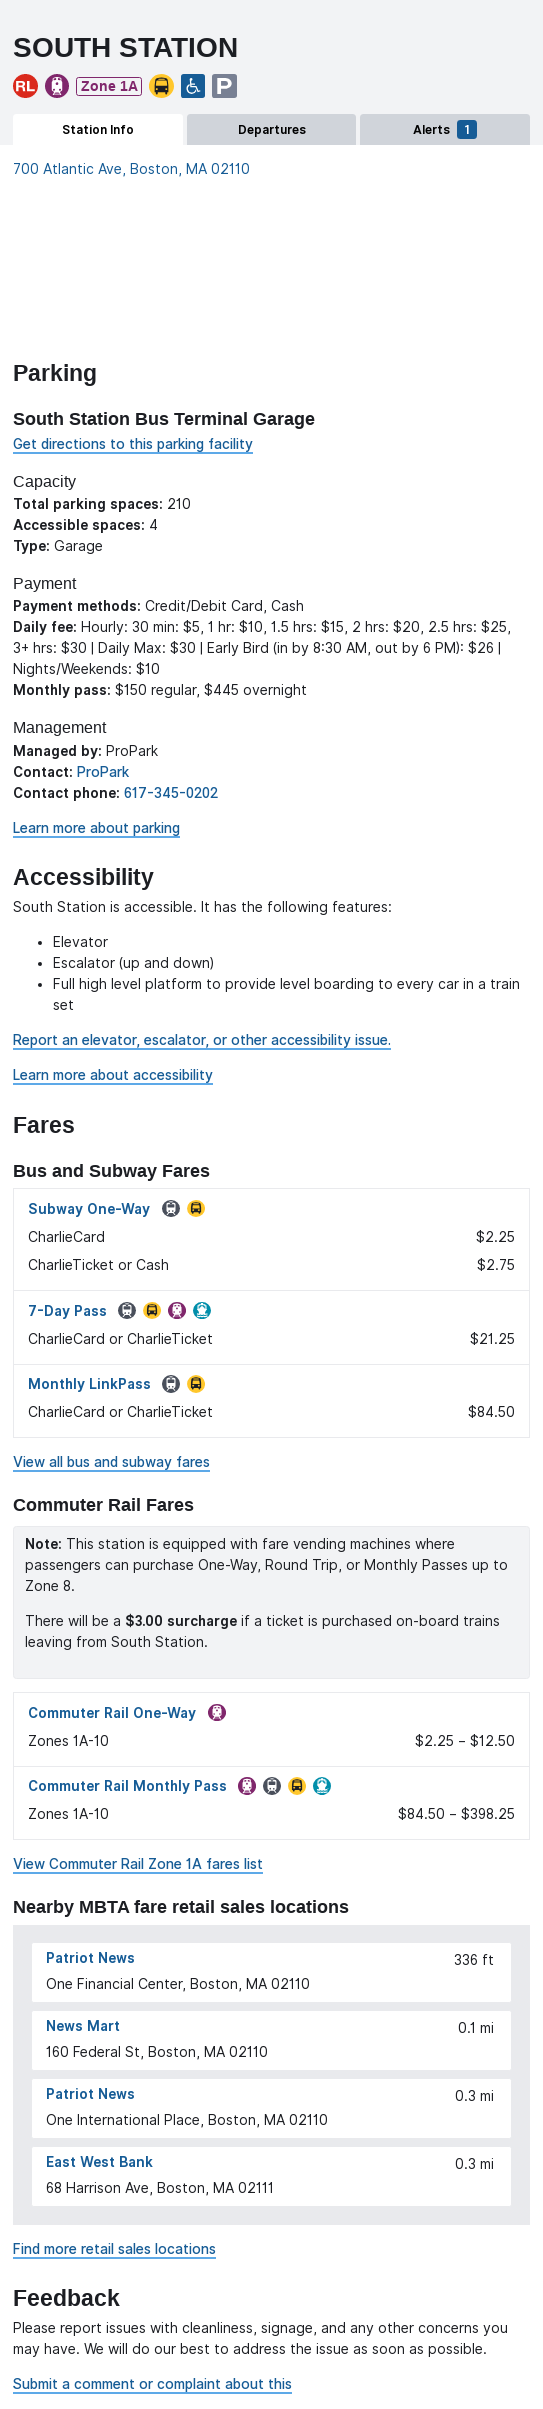 SOUTH STATION
RL Zone 1A P
Station Info Departures Alerts 1
700 Atlantic Ave, Boston, MA 02110
Parking
South Station Bus Terminal Garage
Get directions to this parking facility
Capacity
Total parking spaces: 210
Accessible spaces: 4
Type: Garage
Payment
Payment methods: Credit/Debit Card, Cash
Daily fee: Hourly: 30 min: $5, 1 hr: $10, 1.5 hrs: $15, 2 hrs: $20, 2.5 hrs: $25,
3+ hrs: $30 | Daily Max: $30 | Early Bird (in by 8:30 AM, out by 6 PM): $26 |
Nights/Weekends: $10
Monthly pass: $150 regular, $445 overnight
Management
Managed by: ProPark
Contact: ProPark
Contact phone: 617-345-0202
Learn more about parking
Accessibility
South Station is accessible. It has the following features:
• Elevator
• Escalator (up and down)
• Full high level platform to provide level boarding to every car in a train
set
Report an elevator, escalator, or other accessibility issue.
Learn more about accessibility
Fares
Bus and Subway Fares
Subway One-Way
CharlieCard $2.25
CharlieTicket or Cash $2.75
7-Day Pass
CharlieCard or CharlieTicket $21.25
Monthly LinkPass
CharlieCard or CharlieTicket $84.50
View all bus and subway fares
Commuter Rail Fares
Note: This station is equipped with fare vending machines where
passengers can purchase One-Way, Round Trip, or Monthly Passes up to
Zone 8.
There will be a $3.00 surcharge if a ticket is purchased on-board trains
leaving from South Station.
Commuter Rail One-Way
Zones 1A-10 $2.25 – $12.50
Commuter Rail Monthly Pass
Zones 1A-10 $84.50 – $398.25
View Commuter Rail Zone 1A fares list
Nearby MBTA fare retail sales locations
Patriot News 336 ft
One Financial Center, Boston, MA 02110
News Mart 0.1 mi
160 Federal St, Boston, MA 02110
Patriot News 0.3 mi
One International Place, Boston, MA 02110
East West Bank 0.3 mi
68 Harrison Ave, Boston, MA 02111
Find more retail sales locations
Feedback
Please report issues with cleanliness, signage, and any other concerns you
may have. We will do our best to address the issue as soon as possible.
Submit a comment or complaint about this